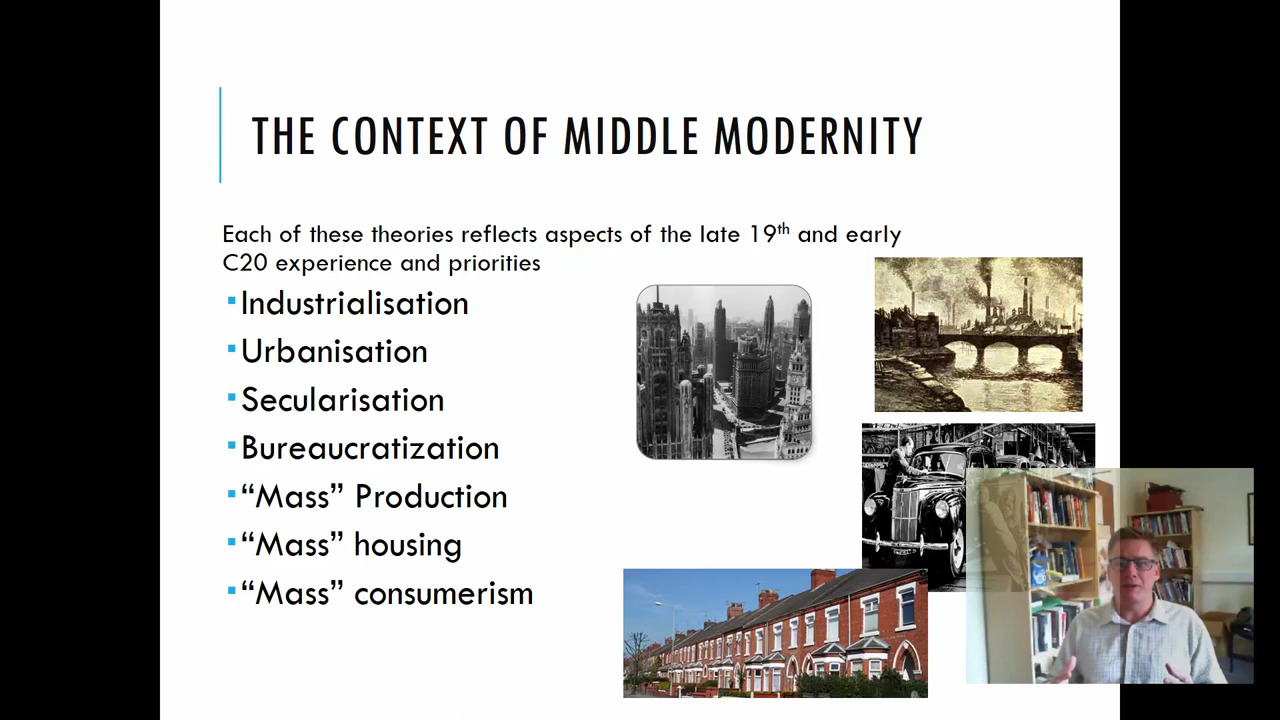 THE CONTEXT OF MIDDLE MODERNITY
Each of these theories reflects aspects of the late 19th and early
C20 experience and priorities
▪Industrialisation
▪Urbanisation
▪Secularisation
▪Bureaucratization
▪“Mass” Production
▪“Mass” housing
▪“Mass” consumerism